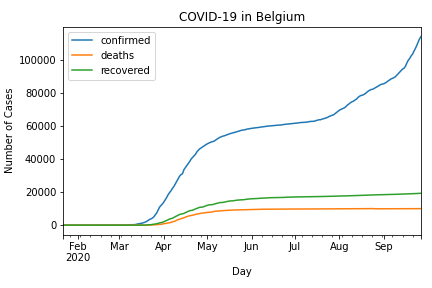 COVID-19 in Belgium
confirmed
deaths
recovered
Number of Cases
100000
80000
60000
40000
20000
0
Feb Mar Apr May Jun Jul Aug Sep
2020
Day